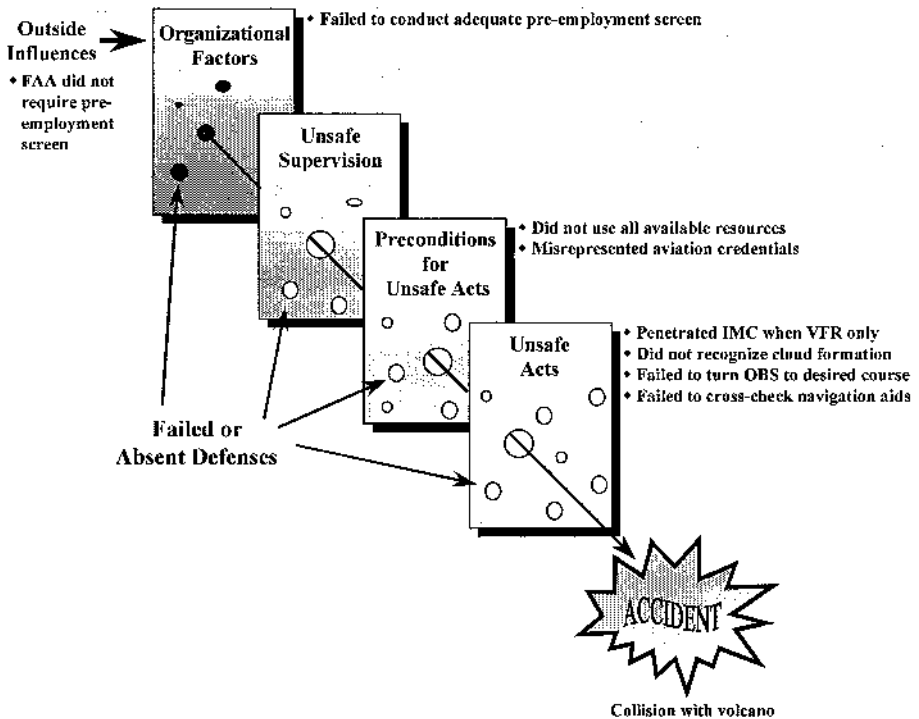 Outside
Influences
• FAA did not
require pre-
employment
screen
Organizational
Factors
• Failed to conduct adequate pre-employment screen
Unsafe
Supervision
Preconditions
for
Unsafe Acts
• Did not use all available resources
• Misrepresented aviation credentials
Unsafe
Acts
• Penetrated IMC when VFR only
• Did not recognize cloud formation
• Failed to turn OBS to desired course
• Failed to cross-check navigation aids
Failed or
Absent Defenses
ACCIDENT
Collision with volcano